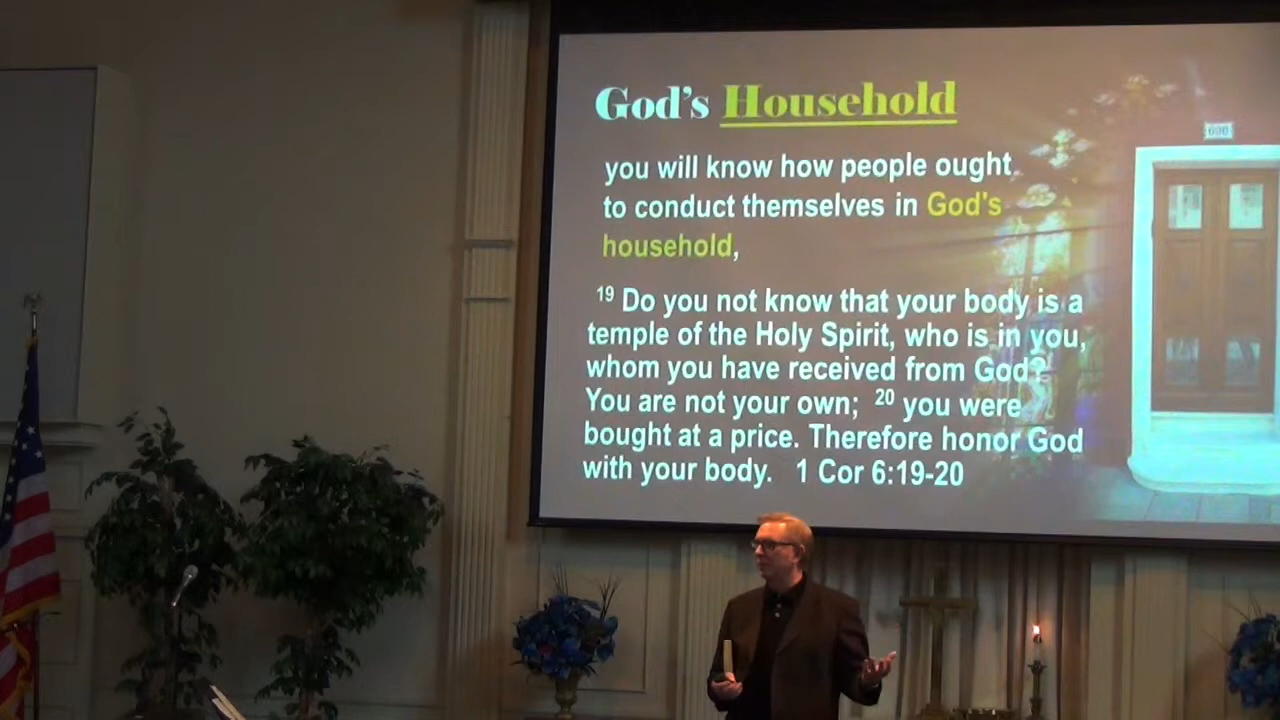 God's Household
you will know how people ought
to conduct themselves in God's
household,
19 Do you not know that your body is a
temple of the Holy Spirit, who is in you,
whom you have received from God?
You are not your own; 20 you were
bought at a price. Therefore honor God
with your body. 1 Cor 6:19-20